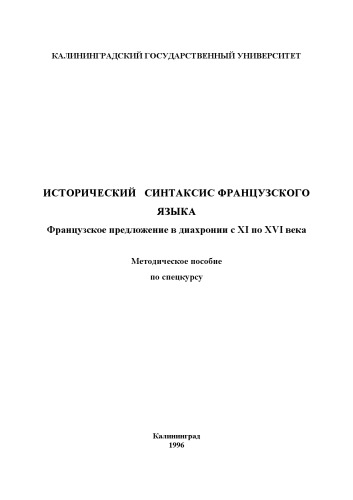 КАЛИНИНГРАДСКИЙ ГОСУДАРСТВЕННЫЙ УНИВЕРСИТЕТ
ИСТОРИЧЕСКИЙ СИНТАКСИС ФРАНЦУЗСКОГО
ЯЗЫКА
Французское предложение в диахронии с XI по XVI века
Методическое пособие
по спецкурсу
Калининград
1996